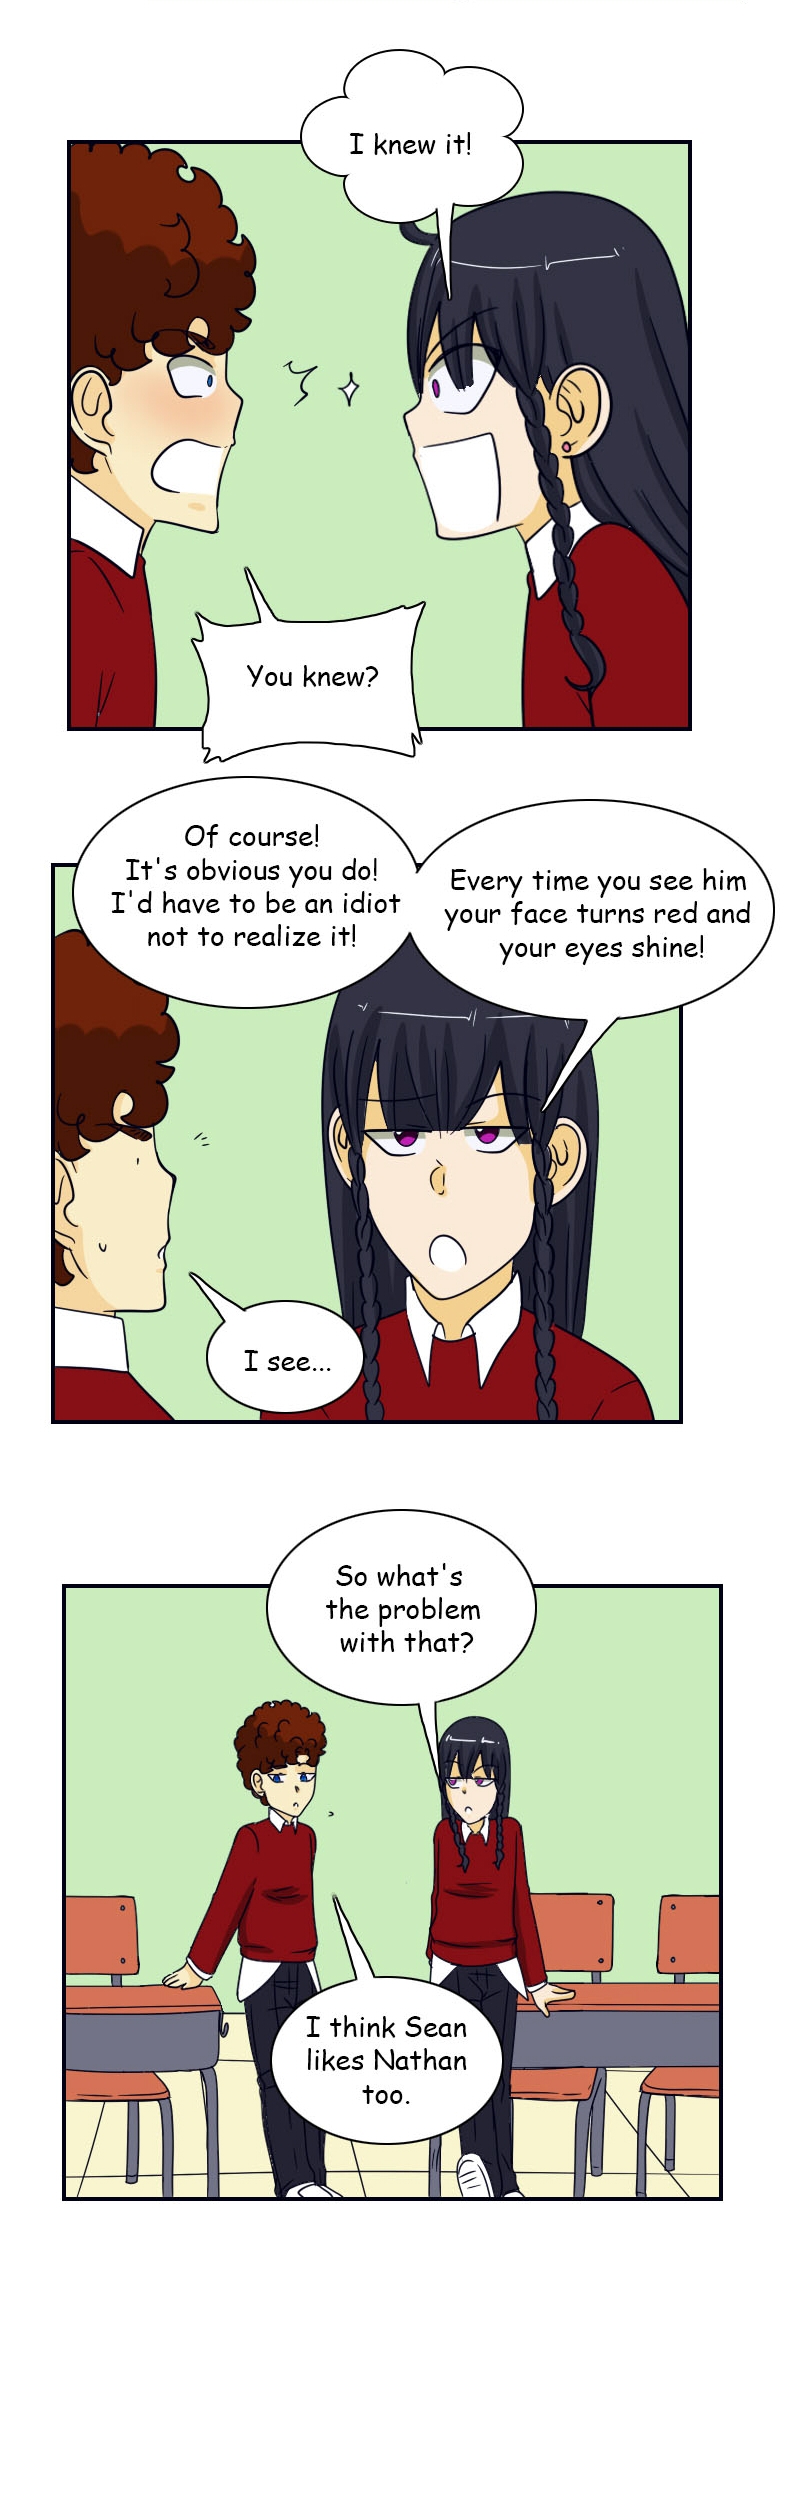 I knew it!
You knew?
Of course!
It's obvious you do!
I'd have to be an idiot
not to realize it!
Every time you see him
your face turns red and
your eyes shine!
I see...
So what's
the problem
with that?
I think Sean
likes Nathan
too.